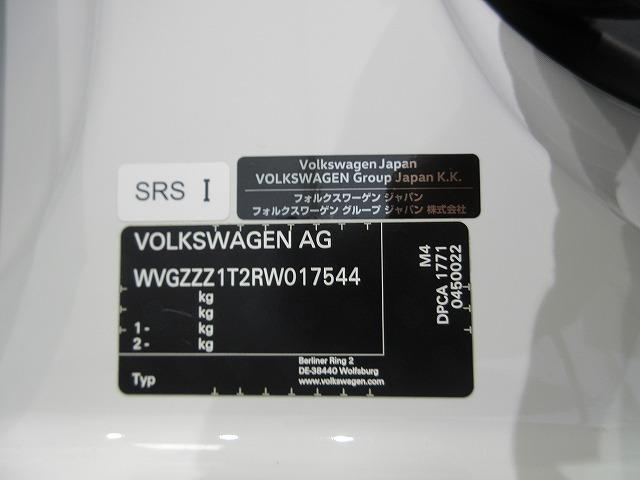 SRS I
Volkswagen Japan
VOLKSWAGEN Group Japan K.K.
フォルクスワーゲン ジャパン
フォルクスワーゲン グループ ジャパン 株式会社
VOLKSWAGEN AG
WVGZZZ1T2RW017544
kg
kg
1- kg
2- kg
Typ
Berliner Ring 2
DE-38440 Wolfsburg
www.volkswagen.com
M4
DPCA 1771
0450022